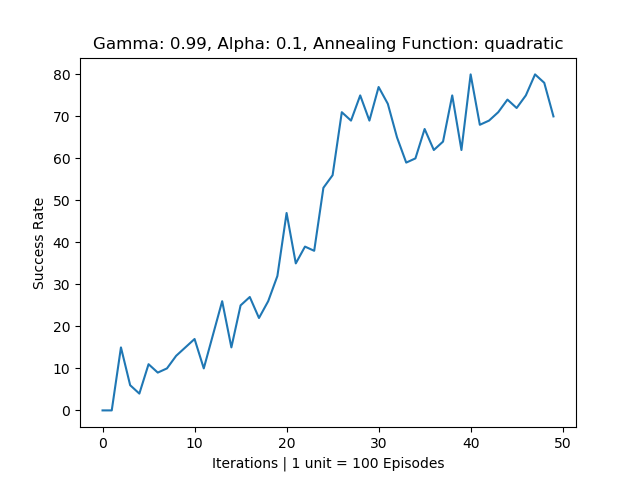 Gamma: 0.99, Alpha: 0.1, Annealing Function: quadratic
80
70
60
50
40
30
20
10
0
Success Rate
0 10 20 30 40 50
Iterations | 1 unit = 100 Episodes